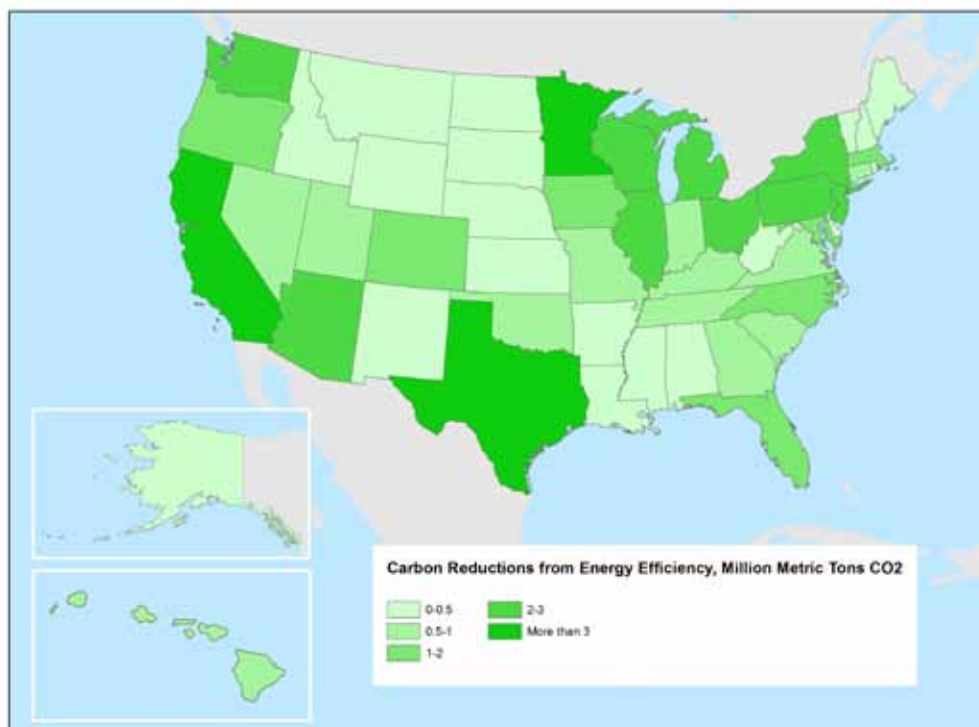 Carbon Reductions from Energy Efficiency, Million Metric Tons CO2
0-0.5
2-3
0.5-1
More than 3
1-2